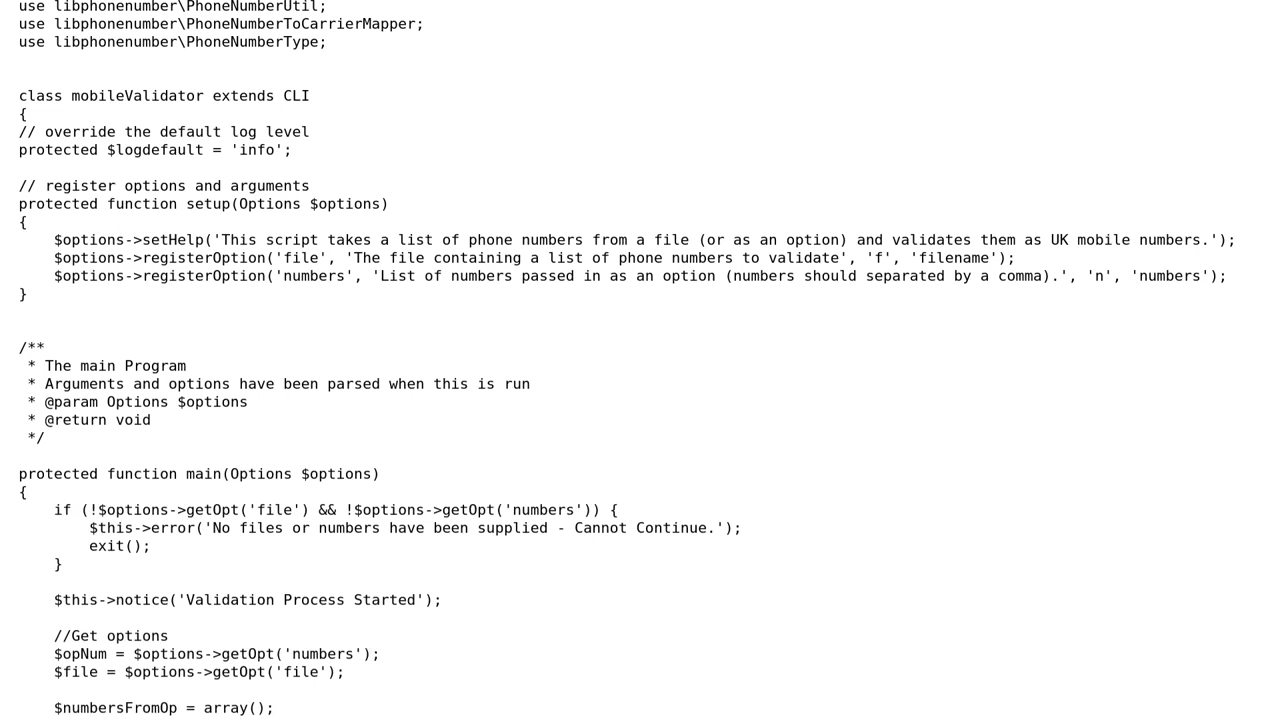 use libphonenumber\PhoneNumberUtil;
use libphonenumber\PhoneNumberToCarrierMapper;
use libphonenumber\PhoneNumberType;
class mobileValidator extends CLI
{
// override the default log level
protected $logdefault = 'info';
// register options and arguments
protected function setup(Options $options)
{
    $options->setHelp('This script takes a list of phone numbers from a file (or as an option) and validates them as UK mobile numbers.');
    $options->registerOption('file', 'The file containing a list of phone numbers to validate', 'f', 'filename');
    $options->registerOption('numbers', 'List of numbers passed in as an option (numbers should separated by a comma).', 'n', 'numbers');
}
/**
 * The main Program
 * Arguments and options have been parsed when this is run
 * @param Options $options
 * @return void
 */
protected function main(Options $options)
{
    if (!$options->getOpt('file') && !$options->getOpt('numbers')) {
        $this->error('No files or numbers have been supplied - Cannot Continue.');
        exit();
    }
    $this->notice('Validation Process Started');
    //Get options
    $opNum = $options->getOpt('numbers');
    $file = $options->getOpt('file');
    $numbersFromOp = array();